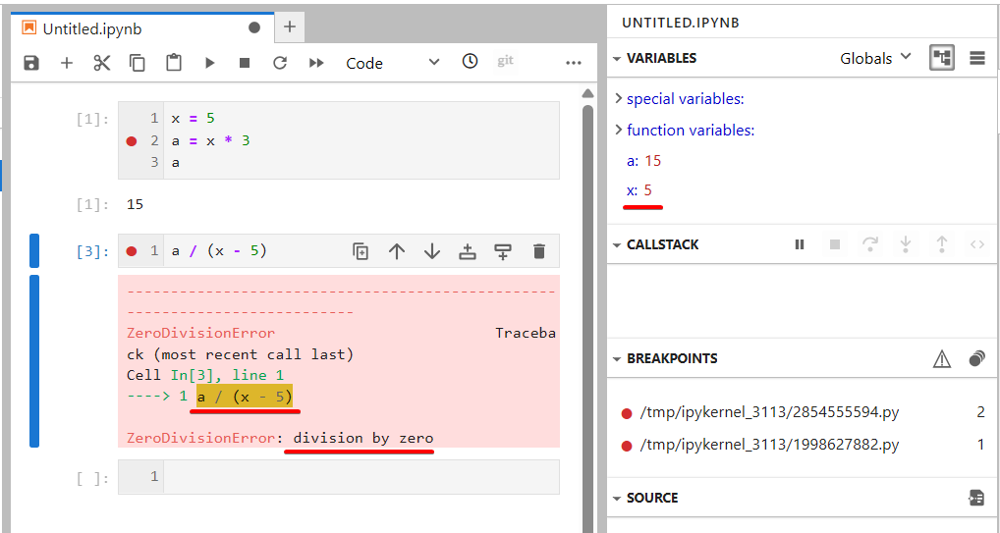 Untitled.ipynb
+
Code
git
[1]:
1 x = 5
2 a = x * 3
3 a
[1]: 15
[3]:
1 a / (x - 5)
---------------------------------------------------------------------------
ZeroDivisionError Traceba
ck (most recent call last)
Cell In[3], line 1
----> 1 a / (x - 5)
ZeroDivisionError: division by zero
[ ]:
1
UNTITLED.IPYNB
VARIABLES
Globals
special variables:
function variables:
a: 15
x: 5
CALLSTACK
BREAKPOINTS
/tmp/ipykernel_3113/2854555594.py 2
/tmp/ipykernel_3113/1998627882.py 1
SOURCE